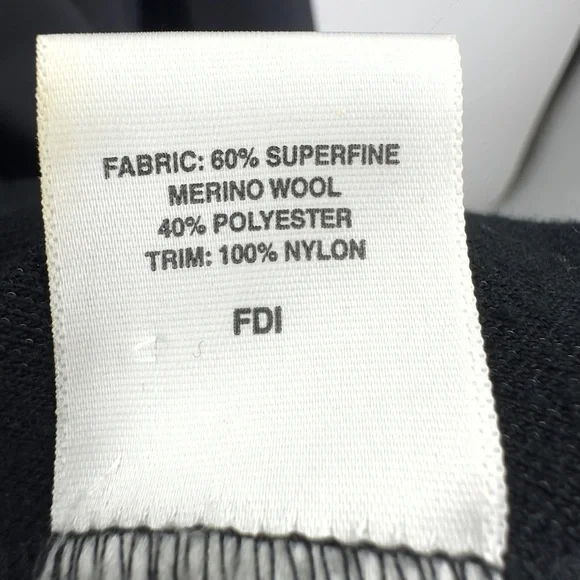 FABRIC: 60% SUPERFINE
MERINO WOOL
40% POLYESTER
TRIM: 100% NYLON
FDI